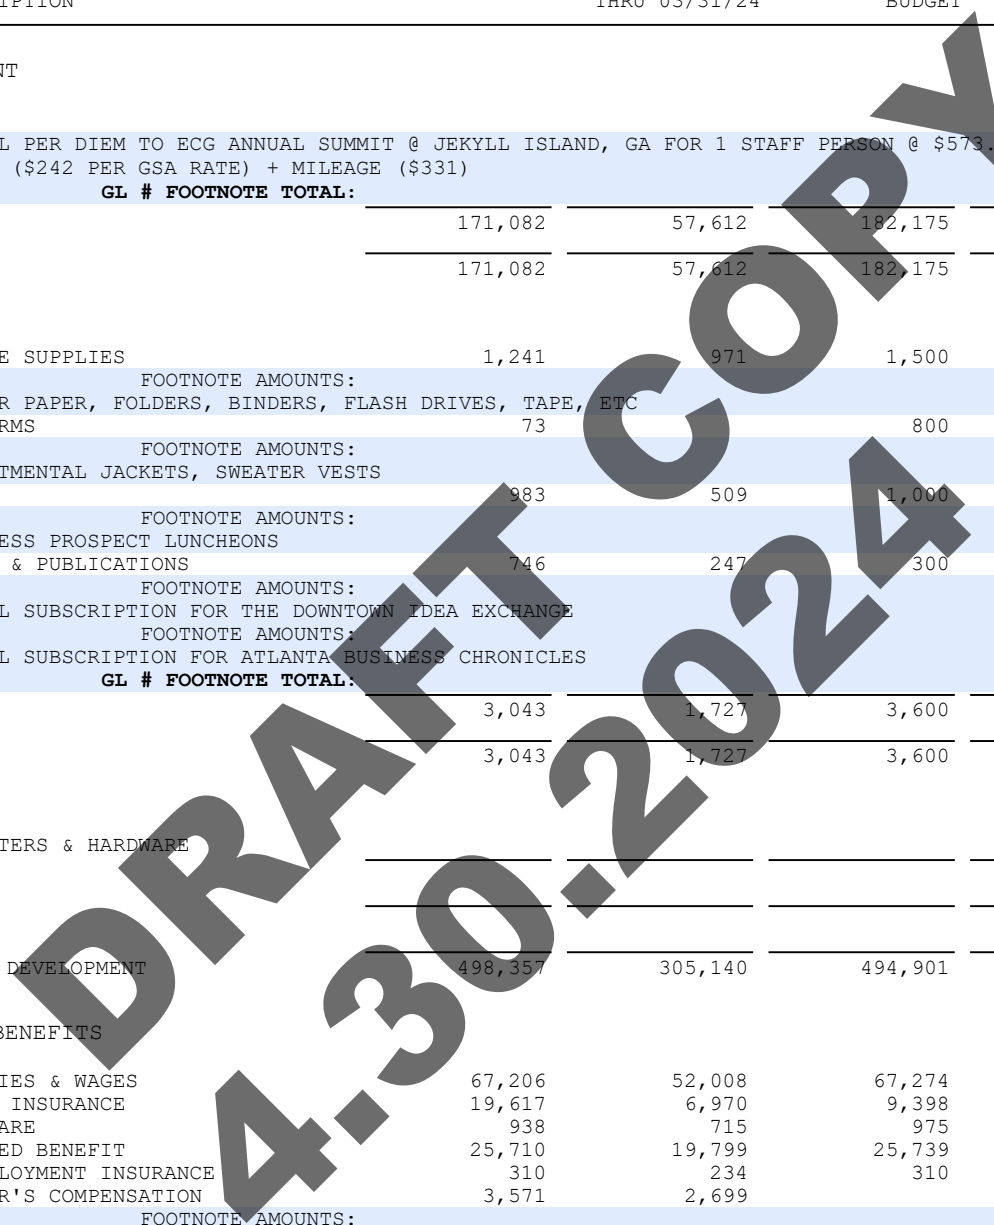 THRU 03/31/24 BUDGET
PER DIEM TO ECG ANNUAL SUMMIT @ JEKYLL ISLAND, GA FOR 1 STAFF PERSON @ $573.
($242 PER GSA RATE) + MILEAGE ($331)
GL # FOOTNOTE TOTAL:
171,082 57,612 182,175
171,082 57,612 182,175
SUPPLIES 1,241 971 1,500
FOOTNOTE AMOUNTS:
PAPER, FOLDERS, BINDERS, FLASH DRIVES, TAPE, ETC
RMS 73 800
FOOTNOTE AMOUNTS:
TMENTAL JACKETS, SWEATER VESTS
983 509 1,000
FOOTNOTE AMOUNTS:
ESS PROSPECT LUNCHEONS
& PUBLICATIONS 746 247 300
FOOTNOTE AMOUNTS:
L SUBSCRIPTION FOR THE DOWNTOWN IDEA EXCHANGE
FOOTNOTE AMOUNTS:
L SUBSCRIPTION FOR ATLANTA BUSINESS CHRONICLES
GL # FOOTNOTE TOTAL:
3,043 1,727 3,600
3,043 1,727 3,600
TERS & HARDWARE
DEVELOPMENT 498,357 305,140 494,901
BENEFITS
IES & WAGES 67,206 52,008 67,274
INSURANCE 19,617 6,970 9,398
ARE 938 715 975
ED BENEFIT 25,710 19,799 25,739
LOYMENT INSURANCE 310 234 310
R'S COMPENSATION 3,571 2,699
FOOTNOTE AMOUNTS:
DRAFT COPY
4.30.2024